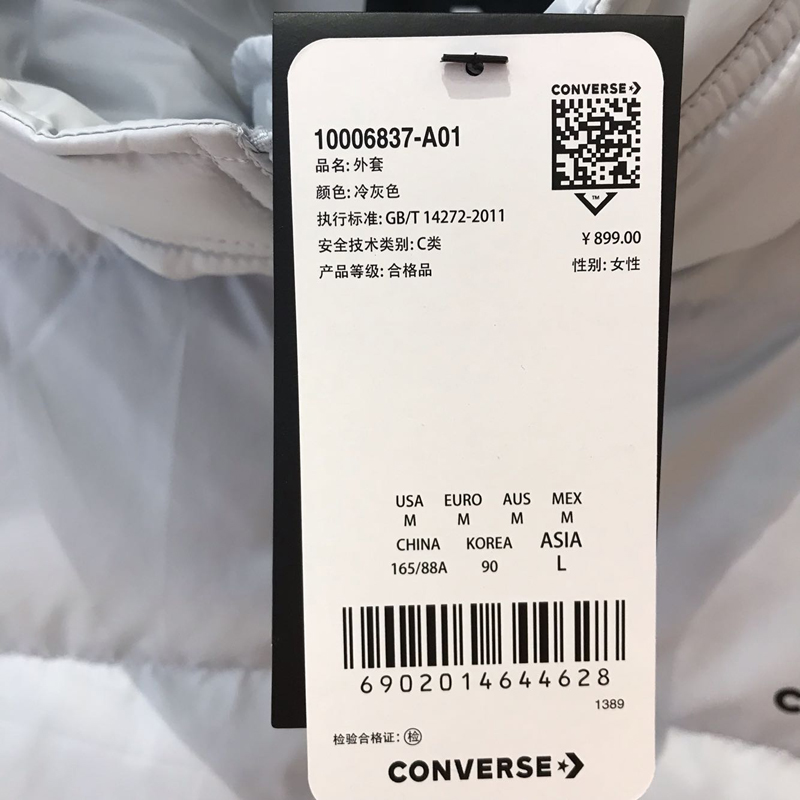 CONVERSE
10006837-A01
品名: 外套
颜色: 冷灰色
执行标准: GB/T 14272-2011
安全技术类别: C类
¥ 899.00
产品等级: 合格品
性别: 女性
TM
USA EURO AUS MEX
M M M M
CHINA KOREA ASIA
165/88A 90 L
6902014644628
1389
检验合格证: 检
CONVERSE